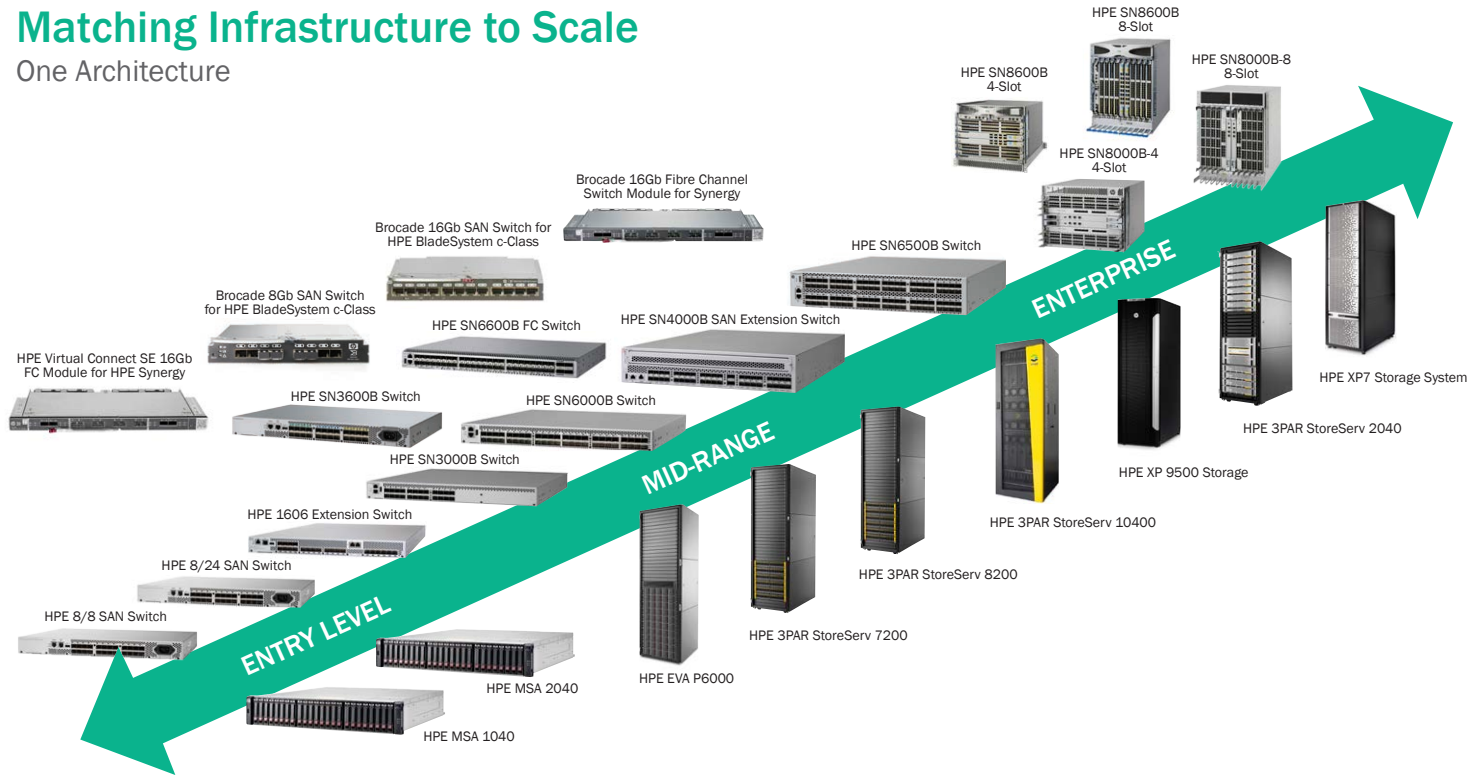 Matching Infrastructure to Scale
One Architecture
HPE SN8600B
8-Slot
HPE SN8600B
4-Slot
HPE SN8000B-8
8-Slot
HPE SN8000B-4
4-Slot
Brocade 16Gb Fibre Channel
Switch Module for Synergy
Brocade 16Gb SAN Switch for
HPE BladeSystem c-Class
HPE SN6500B Switch
Brocade 8Gb SAN Switch
for HPE BladeSystem c-Class
HPE SN6600B FC Switch
HPE SN4000B SAN Extension Switch
HPE Virtual Connect SE 16Gb
FC Module for HPE Synergy
HPE SN3600B Switch
HPE SN6000B Switch
HPE SN3000B Switch
HPE 1606 Extension Switch
HPE 8/24 SAN Switch
HPE 8/8 SAN Switch
ENTRY LEVEL
MID-RANGE
ENTERPRISE
HPE XP7 Storage System
HPE 3PAR StoreServ 2040
HPE XP 9500 Storage
HPE 3PAR StoreServ 10400
HPE 3PAR StoreServ 8200
HPE 3PAR StoreServ 7200
HPE EVA P6000
HPE MSA 2040
HPE MSA 1040